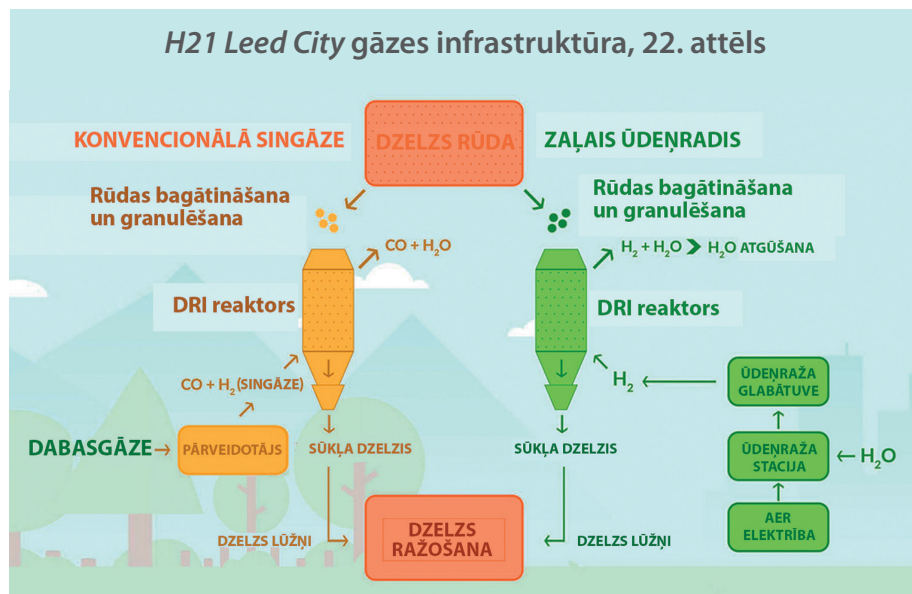 H21 Leed City gāzes infrastruktūra, 22. attēls
KONVENCIONĀLĀ SINGĀZE
DZELZS RŪDA
ZAĻAIS ŪDEŅRADIS
Rūdas bagātināšana
un granulēšana
Rūdas bagātināšana
un granulēšana
CO + H₂O
H₂ + H₂O > H₂O ATGŪŠANA
DRI reaktors
DRI reaktors
CO + H₂ (SINGĀZE)
H₂
ŪDEŅRAŽA
GLABĀTUVE
DABASGĀZE
PĀRVEIDOTĀJS
SŪKĻA DZELZIS
SŪKĻA DZELZIS
ŪDEŅRAŽA
STACIJA
H₂O
DZELZS LŪŽŅI
DZELZS
RAŽOŠANA
DZELZS LŪŽŅI
AER
ELEKTRĪBA